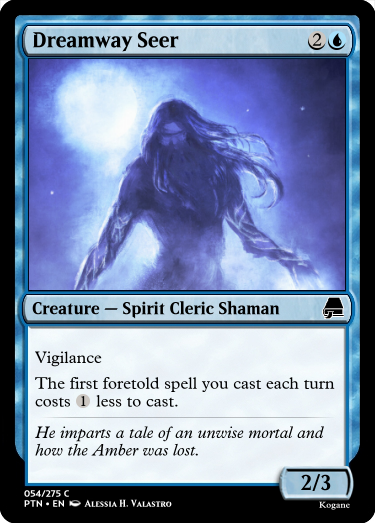 Dreamway Seer 2
Creature — Spirit Cleric Shaman
Vigilance
The first foretold spell you cast each turn
costs 1 less to cast.
He imparts a tale of an unwise mortal and
how the Amber was lost.
2/3
054/275 C
PTN • EN Alessia H. Valastro
Kogane